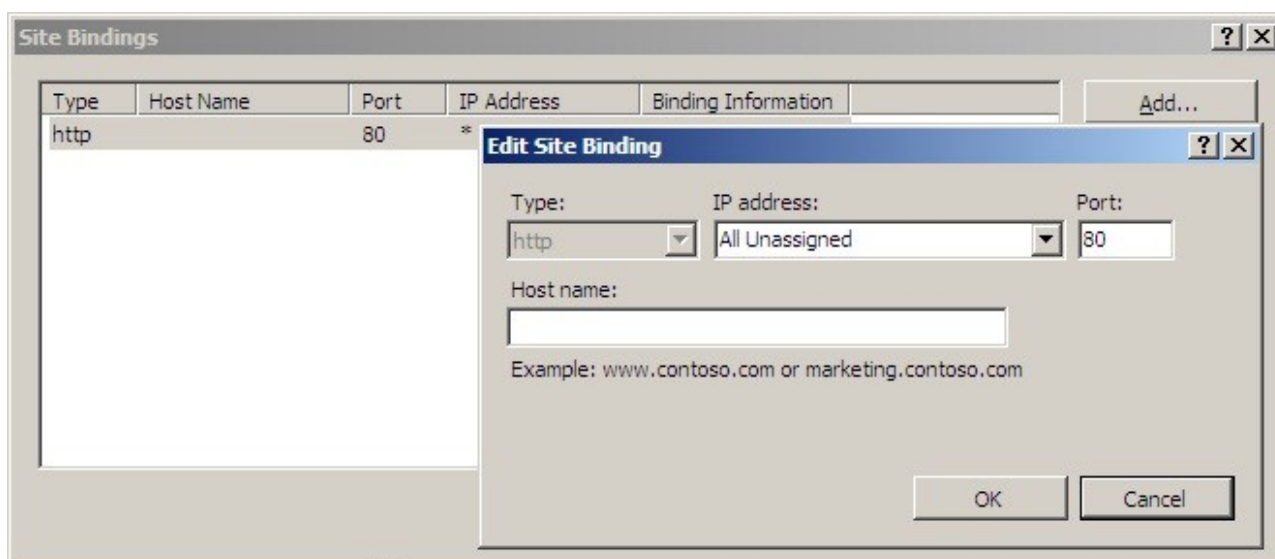 Site Bindings
Type Host Name Port IP Address Binding Information Add...
http 80 *
Edit Site Binding
Type: IP address: Port:
http All Unassigned 80
Host name:
Example: www.contoso.com or marketing.contoso.com
OK Cancel